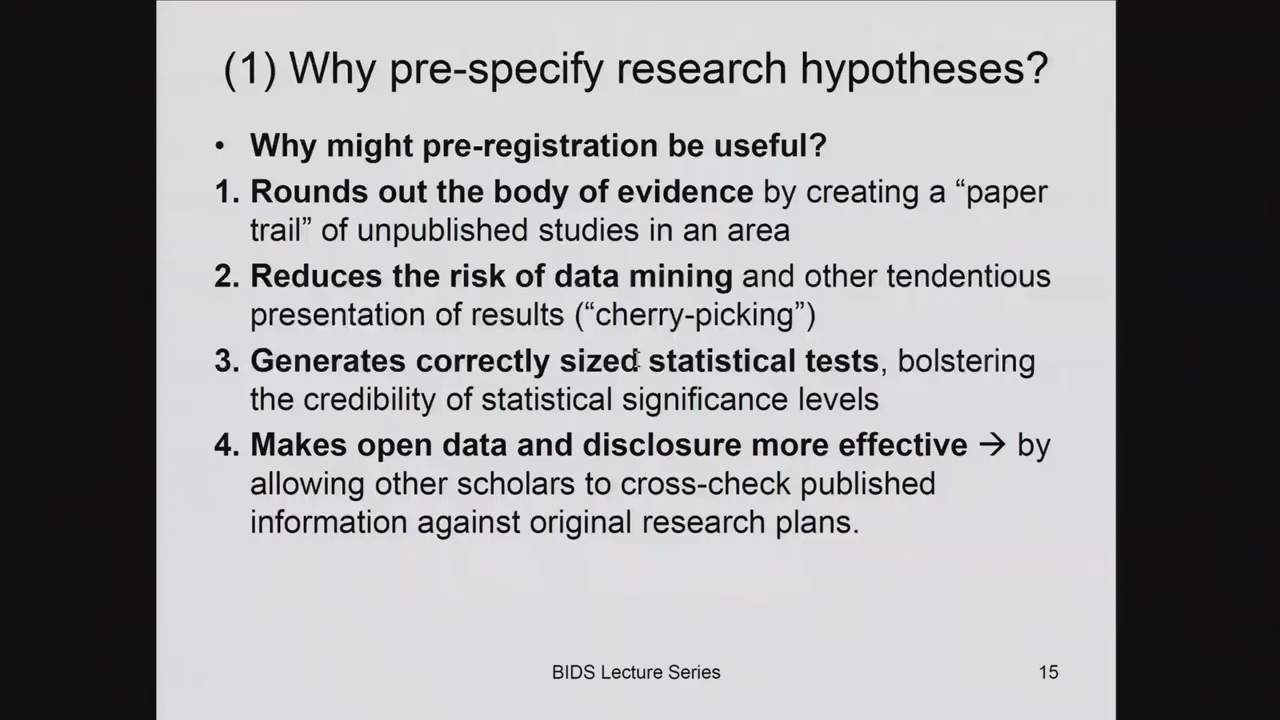 (1) Why pre-specify research hypotheses?
• Why might pre-registration be useful?
1. Rounds out the body of evidence by creating a “paper
trail” of unpublished studies in an area
2. Reduces the risk of data mining and other tendentious
presentation of results (“cherry-picking”)
3. Generates correctly sized statistical tests, bolstering
the credibility of statistical significance levels
4. Makes open data and disclosure more effective → by
allowing other scholars to cross-check published
information against original research plans.
BIDS Lecture Series
15